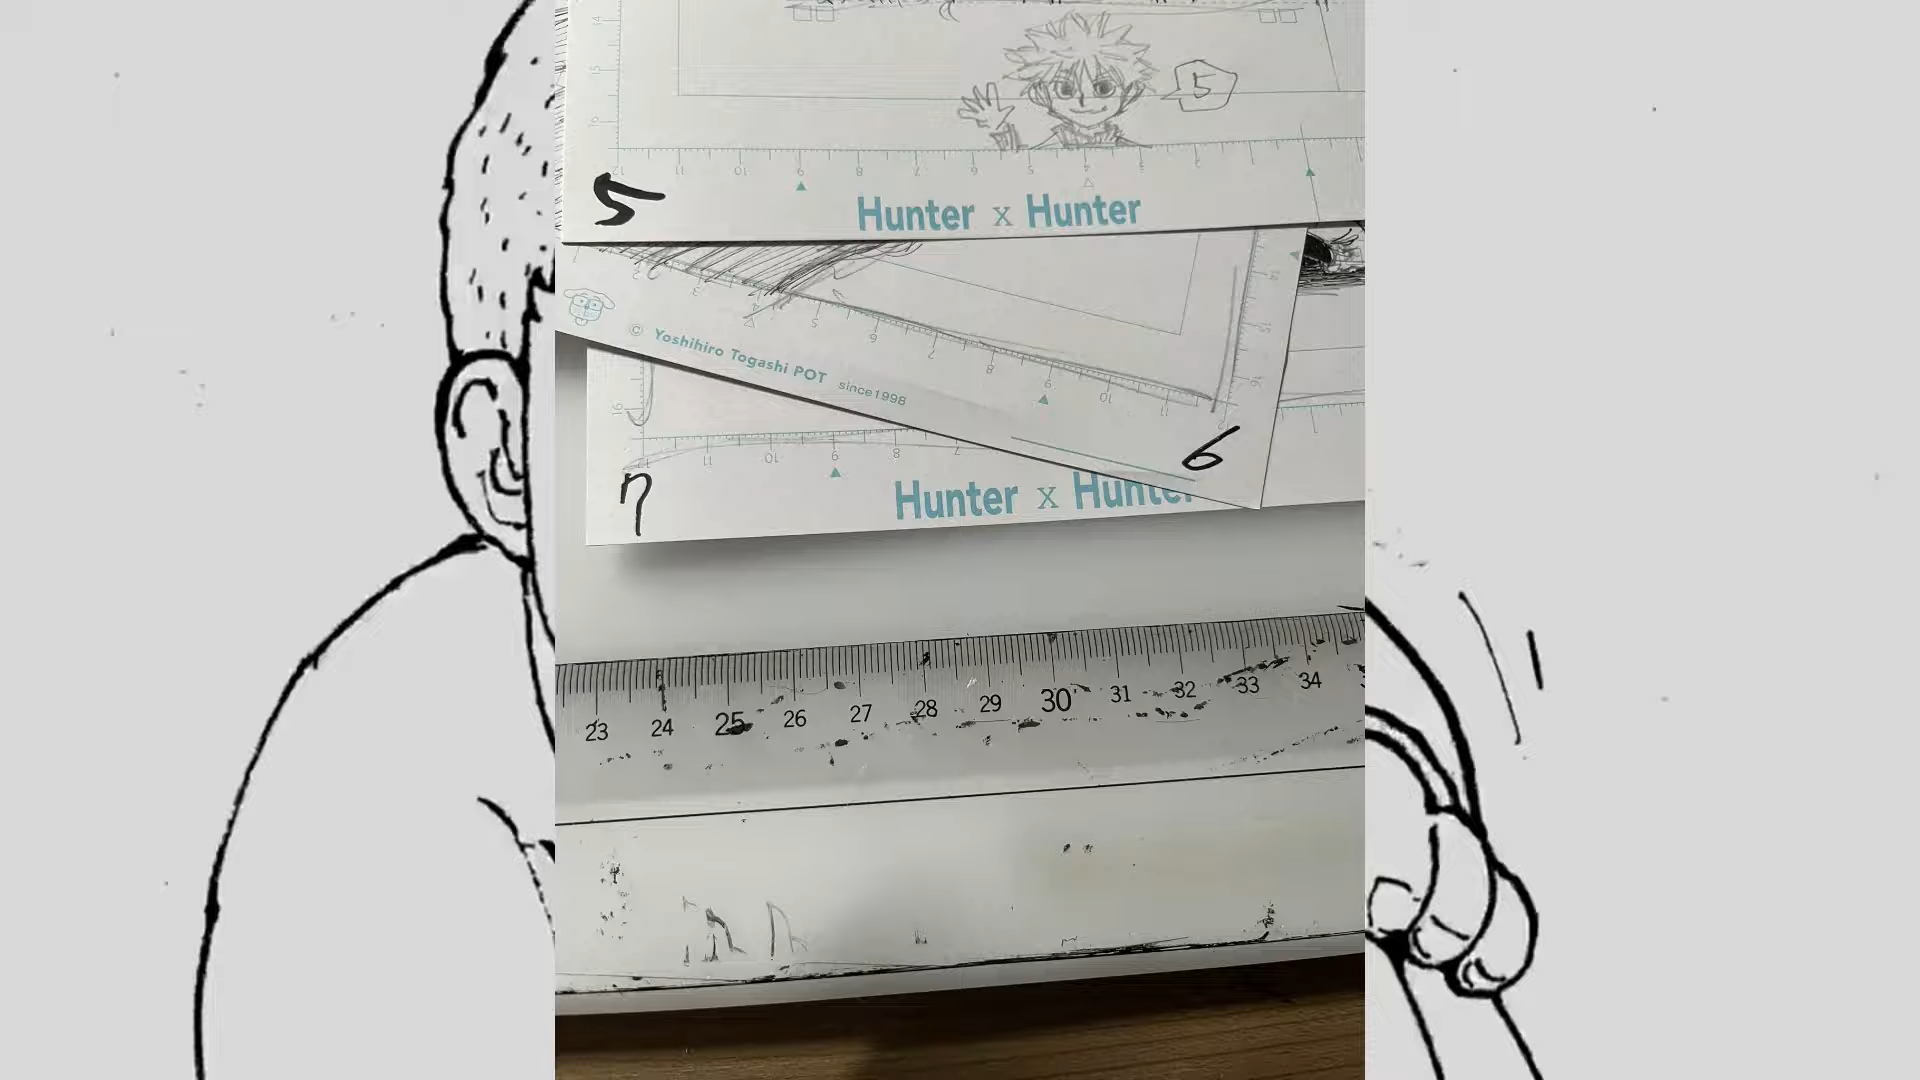 5
5
Hunter x Hunter
© Yoshihiro Togashi POT since1998
6
7
Hunter x Hunter
23 24 25 26 27 28 29 30 31 32 33 34